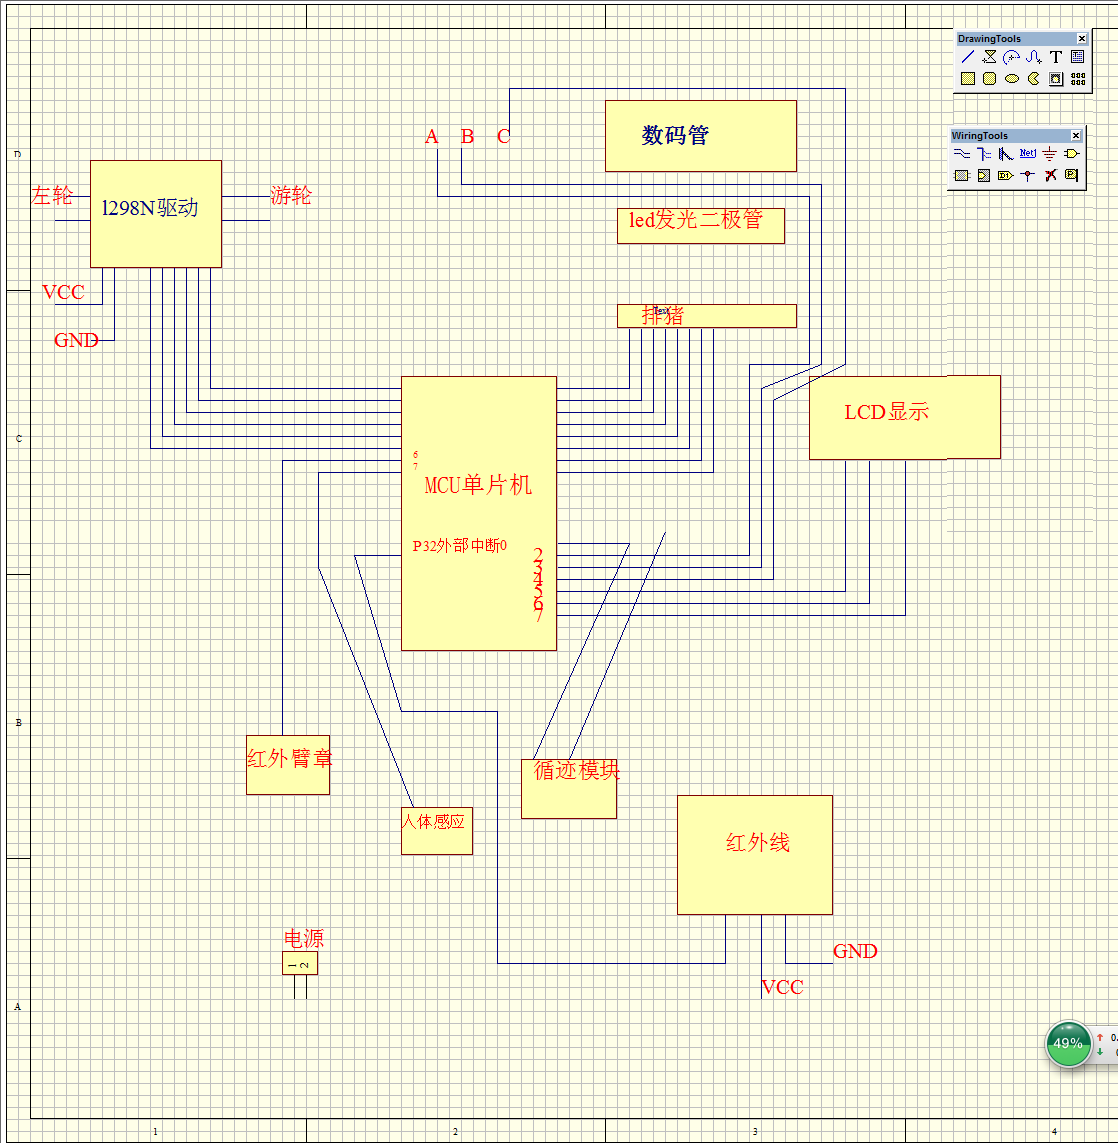 DrawingTools
WiringTools
Net1
D1
A B C
数码管
左轮
l298N驱动
游轮
led发光二极管
VCC
排猪
GND
LCD显示
6
7
MCU单片机
P32外部中断0
2
3
4
5
6
7
红外臂章
循迹模块
人体感应
红外线
电源
1 2
GND
VCC
49%
D
C
B
A
1 2 3 4